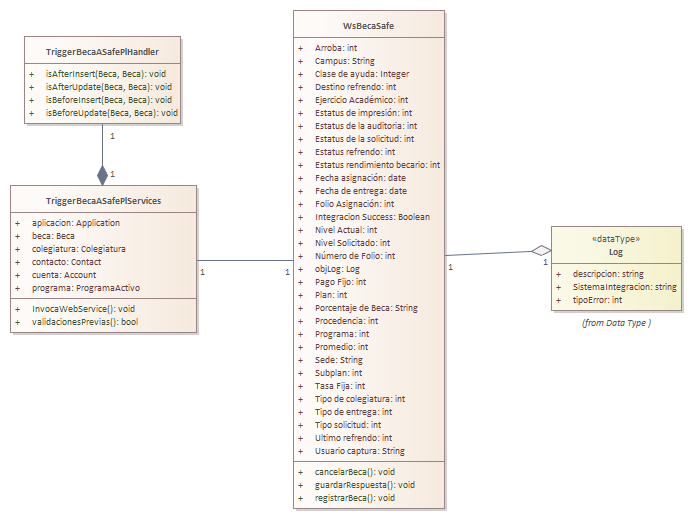 TriggerBecaASafePlHandler
+ isAfterInsert(Beca, Beca): void
+ isAfterUpdate(Beca, Beca): void
+ isBeforeInsert(Beca, Beca): void
+ isBeforeUpdate(Beca, Beca): void
1
1
TriggerBecaASafePlServices
+ aplicacion: Application
+ beca: Beca
+ colegiatura: Colegiatura
+ contacto: Contact
+ cuenta: Account
+ programa: ProgramaActivo
+ InvocaWebService(): void
+ validacionesPrevias(): bool
1
1
WsBecaSafe
+ Arroba: int
+ Campus: String
+ Clase de ayuda: Integer
+ Destino refrendo: int
+ Ejercicio Académico: int
+ Estatus de impresión: int
+ Estatus de la auditoria: int
+ Estatus de la solicitud: int
+ Estatus refrendo: int
+ Estatus rendimiento becario: int
+ Fecha asignación: date
+ Fecha de entrega: date
+ Folio Asignación: int
+ Integracion Success: Boolean
+ Nivel Actual: int
+ Nivel Solicitado: int
+ Número de Folio: int
+ objLog: Log
+ Pago Fijo: int
+ Plan: int
+ Porcentaje de Beca: String
+ Procedencia: int
+ Programa: int
+ Promedio: int
+ Sede: String
+ Subplan: int
+ Tasa Fija: int
+ Tipo de colegiatura: int
+ Tipo de entrega: int
+ Tipo solicitud: int
+ Ultimo refrendo: int
+ Usuario captura: String
+ cancelarBeca(): void
+ guardarRespuesta(): void
+ registrarBeca(): void
1
1
«dataType»
Log
+ descripcion: string
+ SistemaIntegracion: string
+ tipoError: int
(from Data Type )